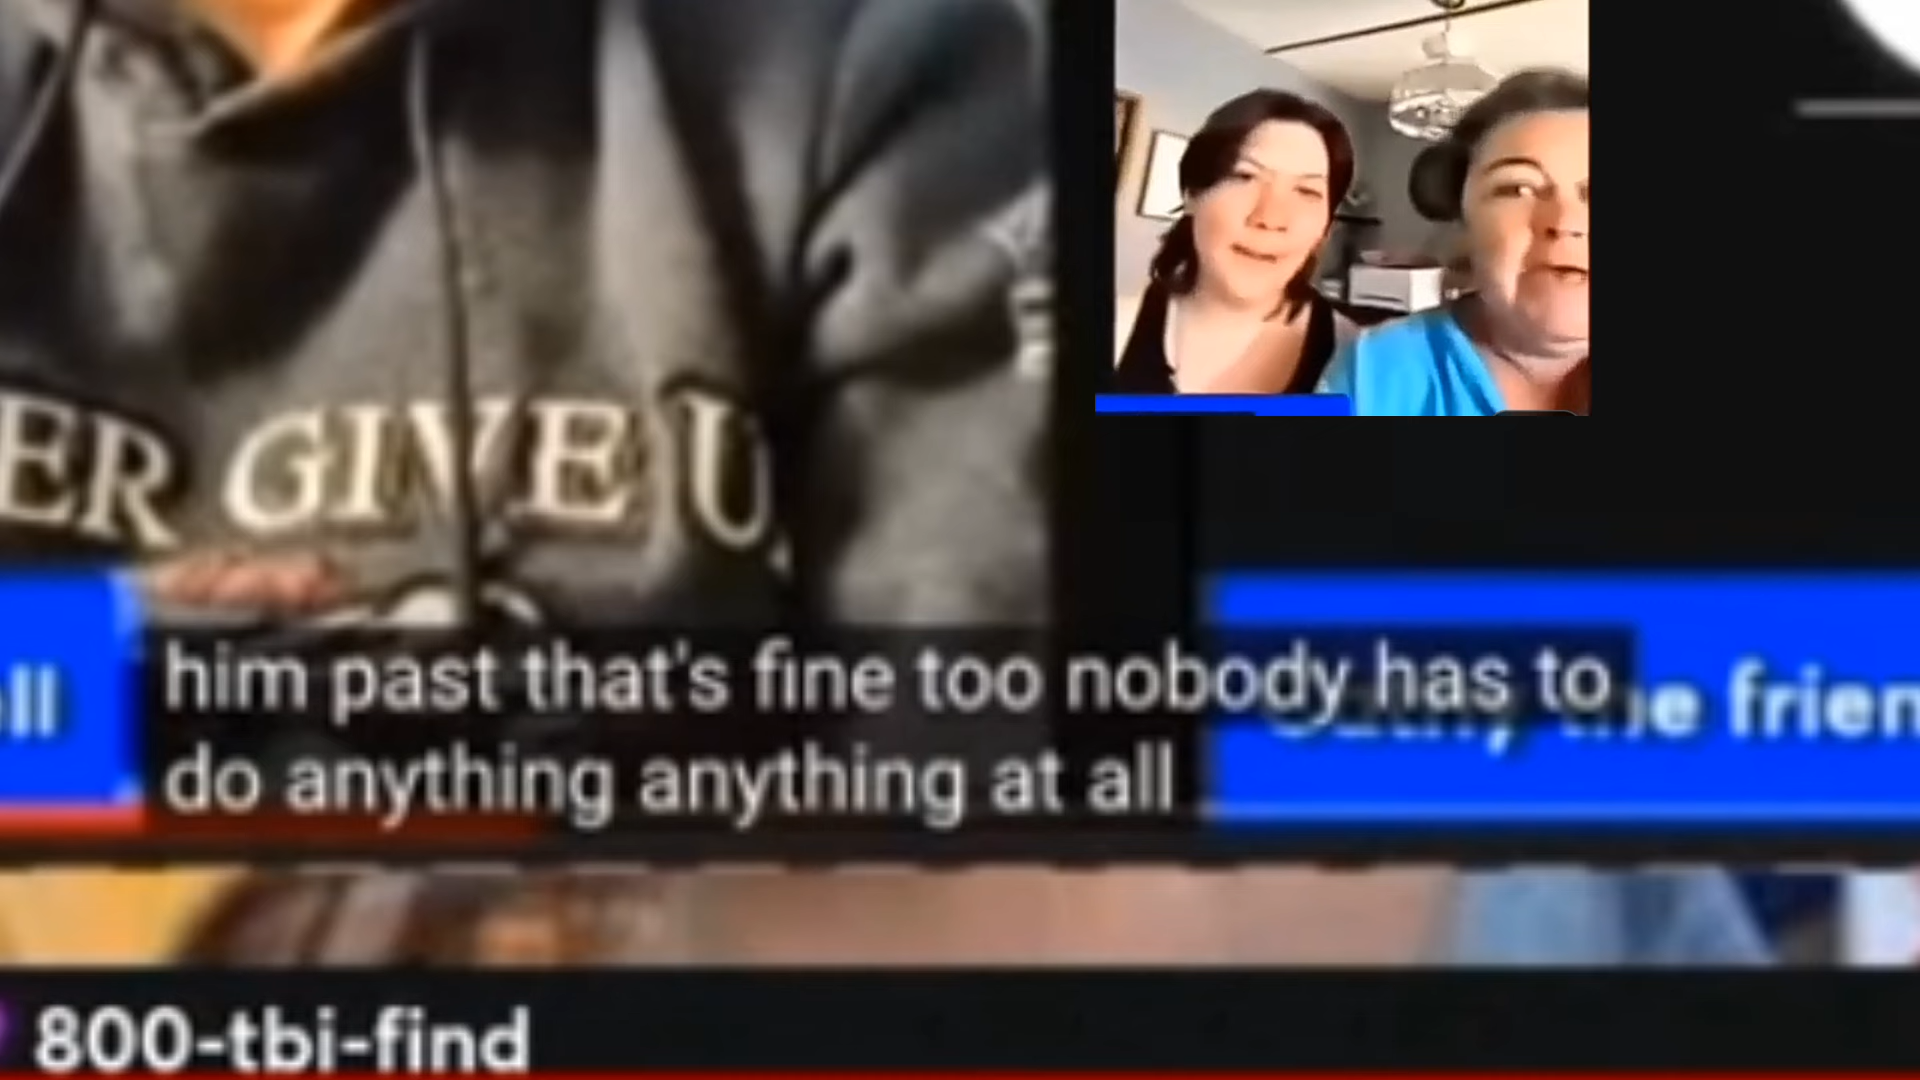 ER GIVE U
ll
him past that's fine too nobody has to
do anything anything at all
e frien
800-tbi-find